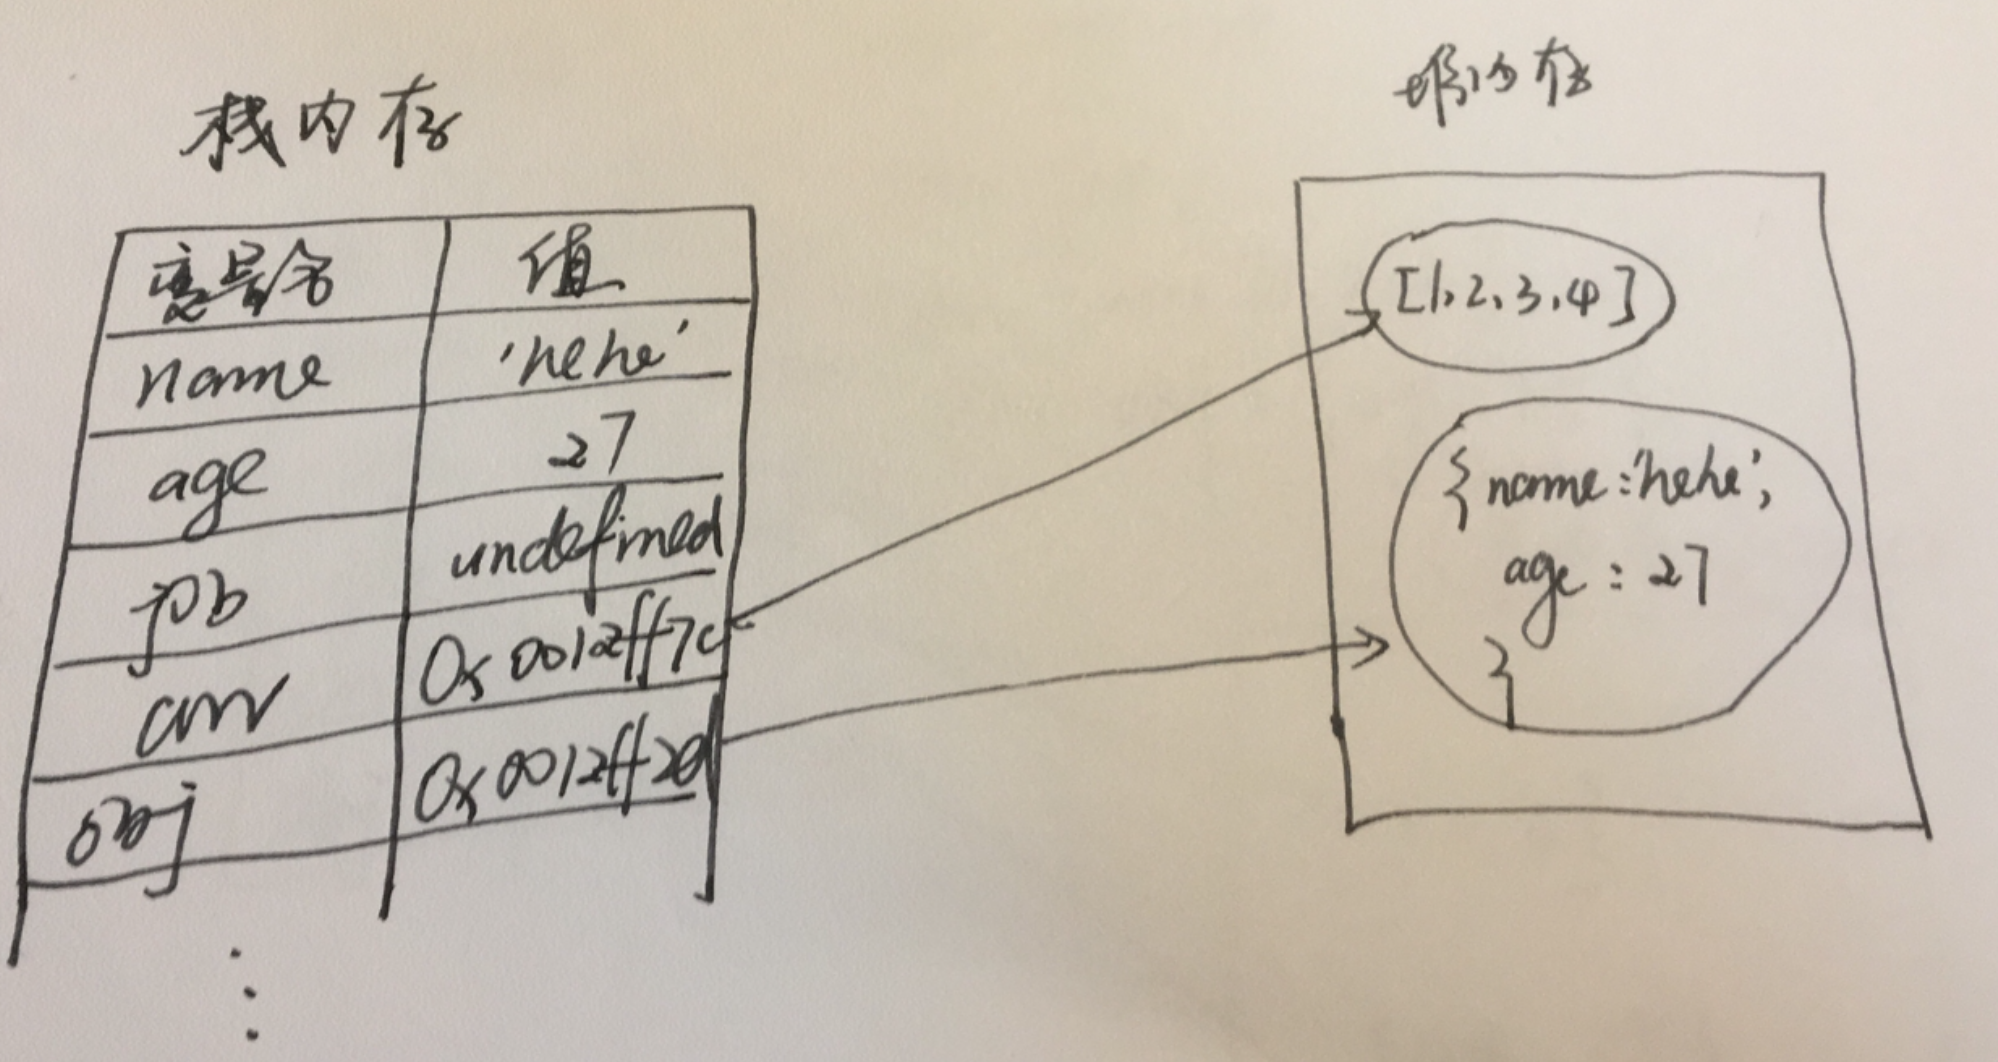 栈内存
变量名 值
name 'hehe'
age 27
job undefined
arr 0x0012ff7c
obj 0x0012ff20
堆内存
[1,2,3,4]
{ name:'hehe',
age : 27
}